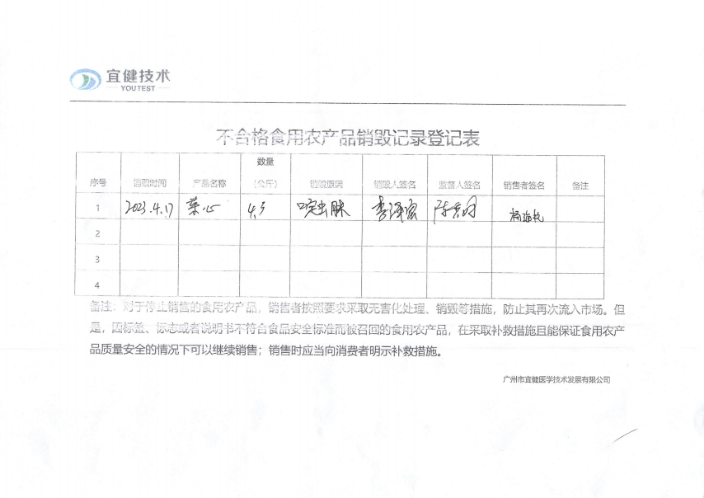 宜健技术
YOUTEST
不合格食用农产品销毁记录登记表
序号 销毁时间 产品名称 数量(公斤) 销毁原因 销毁人签名 监督人签名 销售者签名 备注
1 2023.4.17 菜心 4.5 啶虫脒
2
3
4
备注：对于停止销售的食用农产品，销售者按照要求采取无害化处理、销毁等措施，防止其再次流入市场。但
是，因标签、标志或者说明书不符合食品安全标准而被召回的食用农产品，在采取补救措施且能保证食用农产
品质量安全的情况下可以继续销售；销售时应当向消费者明示补救措施。
广州市宜健医学技术发展有限公司